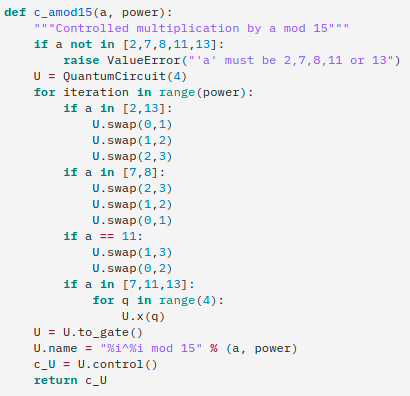 def c_amod15(a, power):
    """Controlled multiplication by a mod 15"""
    if a not in [2,7,8,11,13]:
        raise ValueError("'a' must be 2,7,8,11 or 13")
    U = QuantumCircuit(4)
    for iteration in range(power):
        if a in [2,13]:
            U.swap(0,1)
            U.swap(1,2)
            U.swap(2,3)
        if a in [7,8]:
            U.swap(2,3)
            U.swap(1,2)
            U.swap(0,1)
        if a == 11:
            U.swap(1,3)
            U.swap(0,2)
        if a in [7,11,13]:
            for q in range(4):
                U.x(q)
    U = U.to_gate()
    U.name = "%i^%i mod 15" % (a, power)
    c_U = U.control()
    return c_U